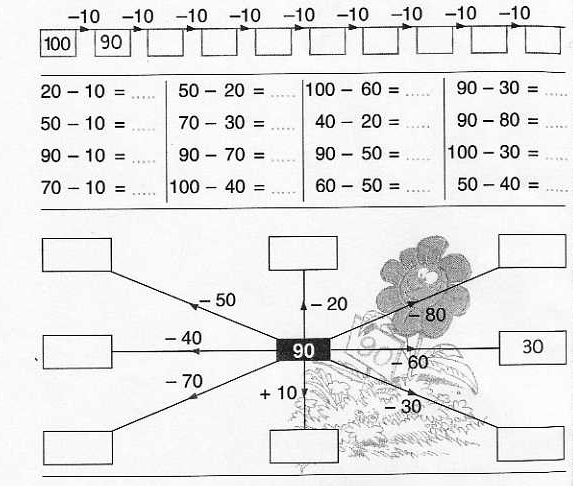 –10 –10 –10 –10 –10 –10 –10 –10 –10
100 90
20 – 10 = ..... 50 – 20 = ..... 100 – 60 = ..... 90 – 30 = .....
50 – 10 = ..... 70 – 30 = ..... 40 – 20 = ..... 90 – 80 = .....
90 – 10 = ..... 90 – 70 = ..... 90 – 50 = ..... 100 – 30 = .....
70 – 10 = ..... 100 – 40 = ..... 60 – 50 = ..... 50 – 40 = .....
– 50 – 20 – 80
– 40 90 – 60 30
– 70 + 10 – 30